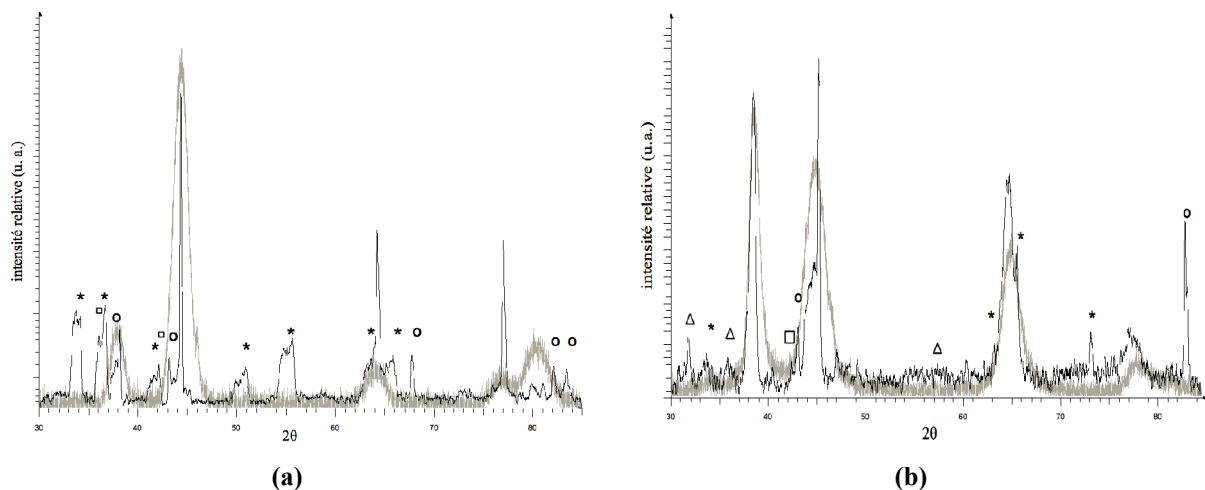 intensité relative (u. a.)
* * ▫ o * ▫ o * * * * o o o
30 40 50 60 70 80
2θ
(a)
intensité relative (u.a.)
△ * △ □ o △ * * * o
30 40 50 60 70 80
2θ
(b)